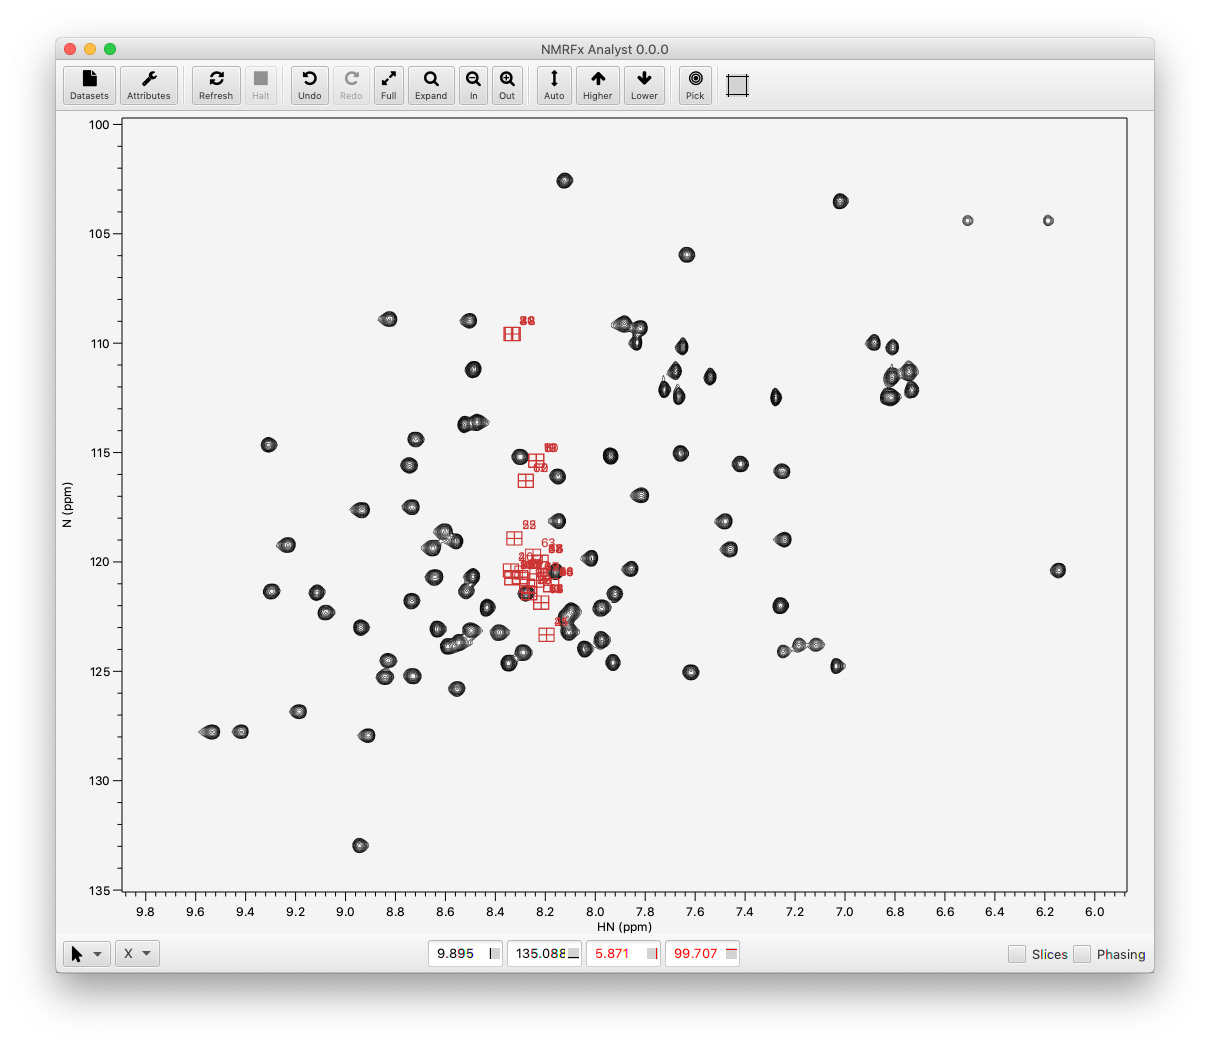 NMRFx Analyst 0.0.0
Datasets Attributes Refresh Halt Undo Redo Full Expand In Out Auto Higher Lower Pick
100
105
110
115
120
125
130
135
N (ppm)
63
9.8 9.6 9.4 9.2 9.0 8.8 8.6 8.4 8.2 8.0 7.8 7.6 7.4 7.2 7.0 6.8 6.6 6.4 6.2 6.0
HN (ppm)
X 9.895 135.088 5.871 99.707 Slices Phasing